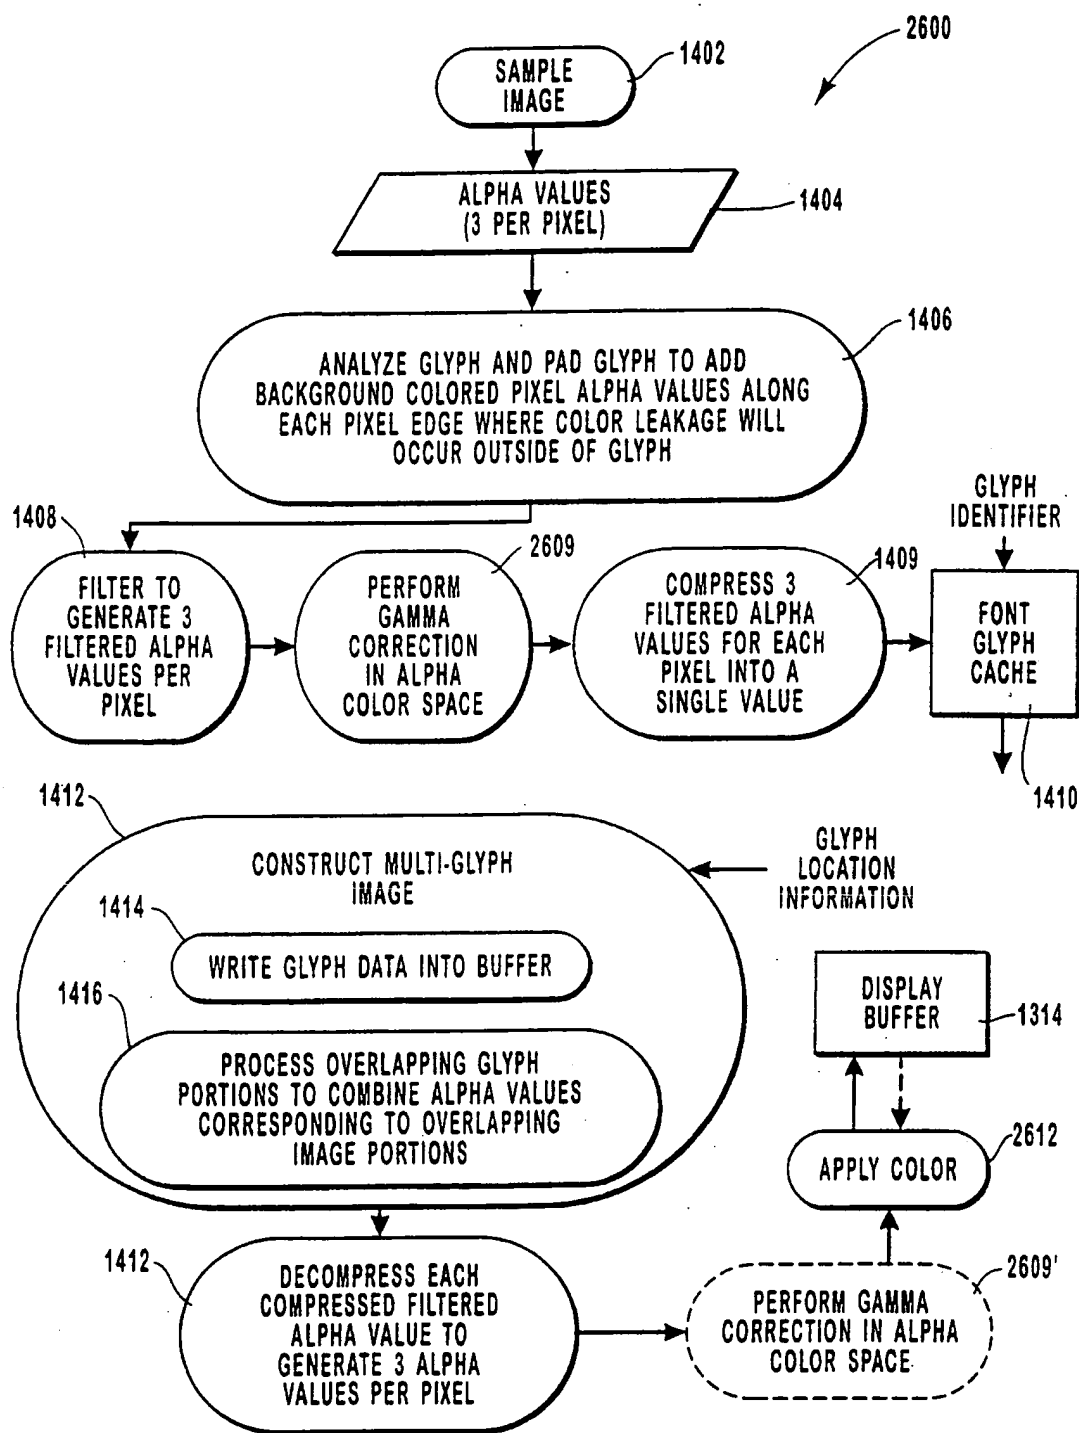 2600
SAMPLE
IMAGE
1402
ALPHA VALUES
(3 PER PIXEL)
1404
1406
ANALYZE GLYPH AND PAD GLYPH TO ADD
BACKGROUND COLORED PIXEL ALPHA VALUES ALONG
EACH PIXEL EDGE WHERE COLOR LEAKAGE WILL
OCCUR OUTSIDE OF GLYPH
1408
FILTER TO
GENERATE 3
FILTERED ALPHA
VALUES PER
PIXEL
2609
PERFORM
GAMMA
CORRECTION
IN ALPHA
COLOR SPACE
1409
COMPRESS 3
FILTERED ALPHA
VALUES FOR EACH
PIXEL INTO A
SINGLE VALUE
GLYPH
IDENTIFIER
FONT
GLYPH
CACHE
1410
1412
CONSTRUCT MULTI-GLYPH
IMAGE
GLYPH
LOCATION
INFORMATION
1414
WRITE GLYPH DATA INTO BUFFER
1416
PROCESS OVERLAPPING GLYPH
PORTIONS TO COMBINE ALPHA VALUES
CORRESPONDING TO OVERLAPPING
IMAGE PORTIONS
DISPLAY
BUFFER
1314
APPLY COLOR
2612
1412
DECOMPRESS EACH
COMPRESSED FILTERED
ALPHA VALUE TO
GENERATE 3 ALPHA
VALUES PER PIXEL
2609'
PERFORM GAMMA
CORRECTION IN ALPHA
COLOR SPACE